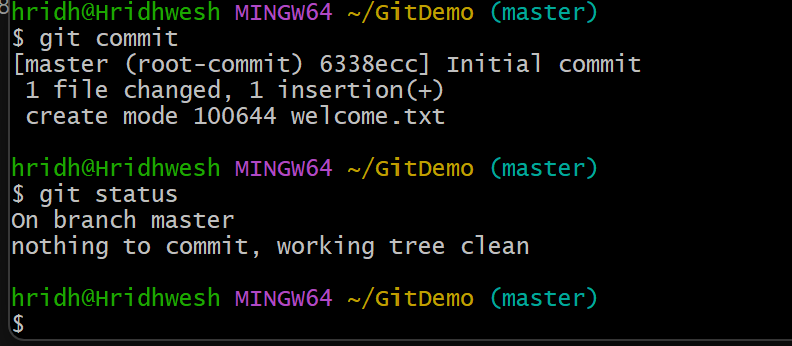 8
hridh@Hridhwesh MINGW64 ~/GitDemo (master)
$ git commit
[master (root-commit) 6338ecc] Initial commit
 1 file changed, 1 insertion(+)
 create mode 100644 welcome.txt
hridh@Hridhwesh MINGW64 ~/GitDemo (master)
$ git status
On branch master
nothing to commit, working tree clean
hridh@Hridhwesh MINGW64 ~/GitDemo (master)
$